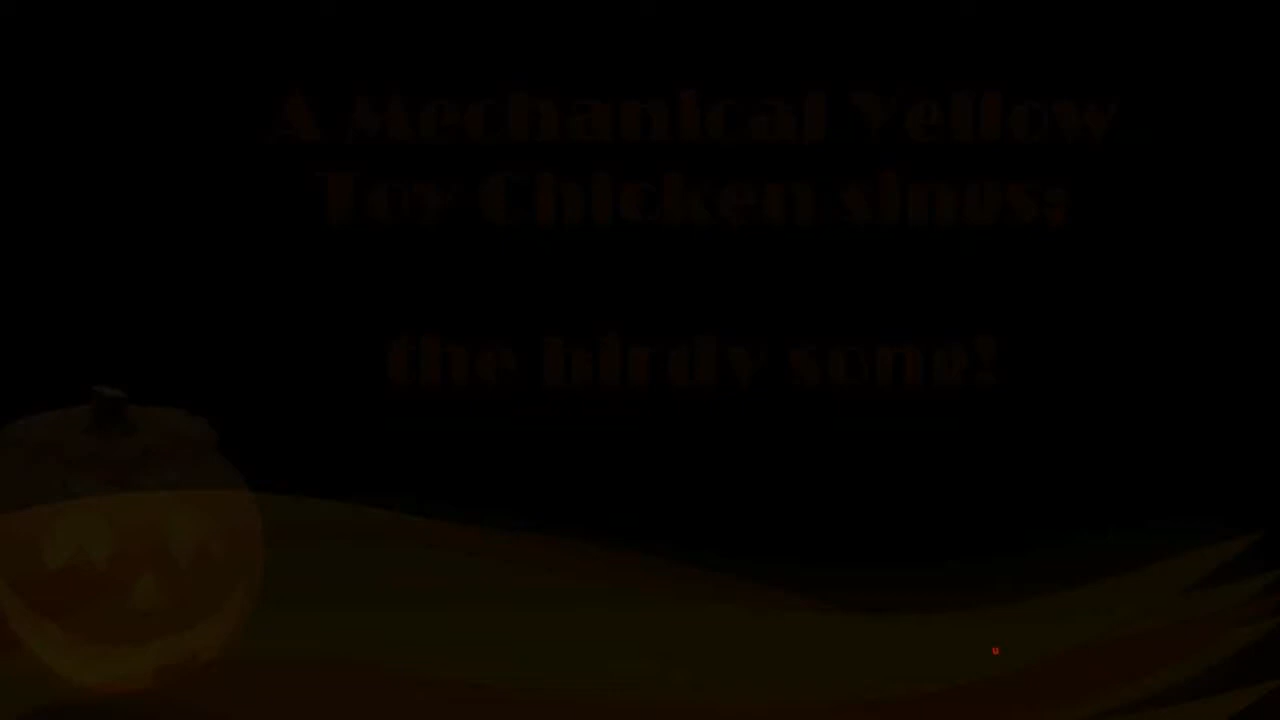 A Mechanical Yellow
Toy Chicken sings:
the birdy song!
u